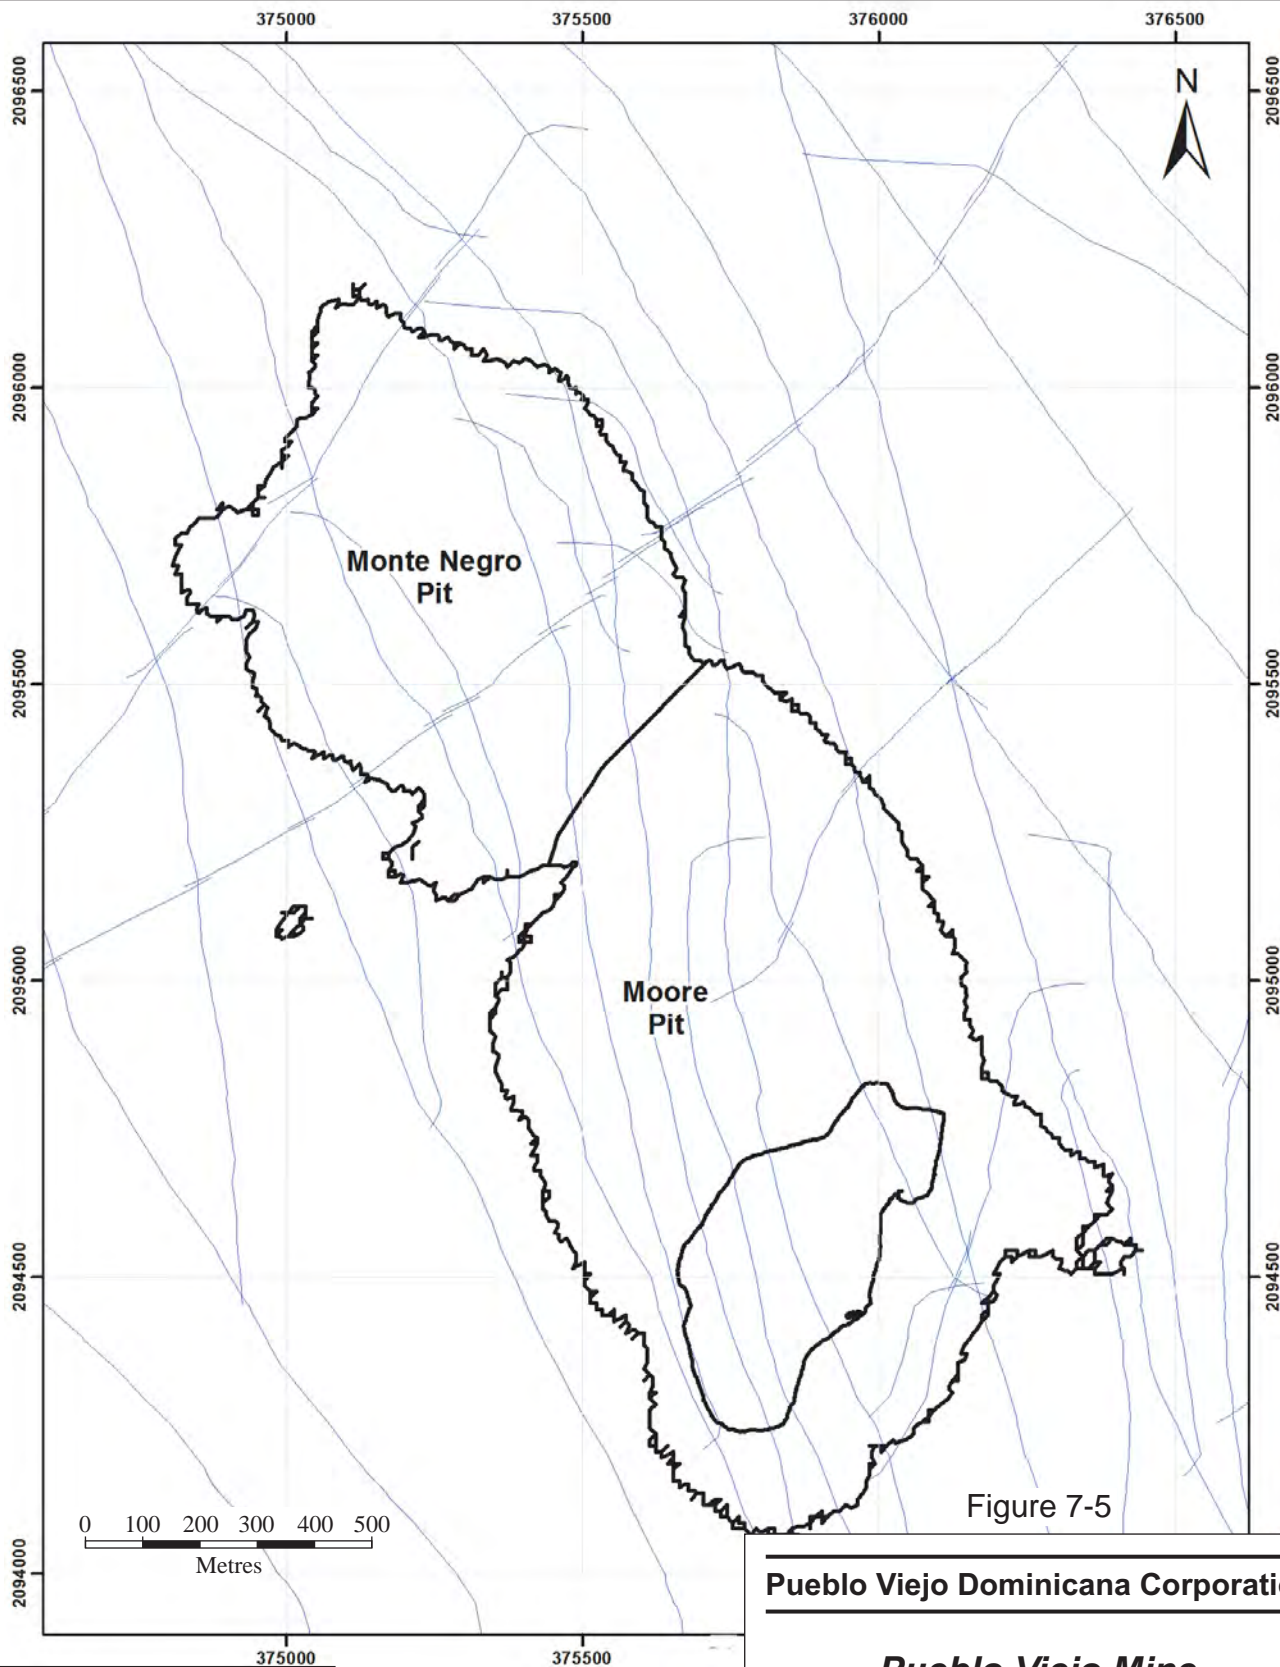 375000 375500 376000 376500
2096500 2096500
N
2096000 2096000
Monte Negro
Pit
2095500 2095500
2095000 2095000
Moore
Pit
2094500 2094500
Figure 7-5
0 100 200 300 400 500
Metres
2094000
Pueblo Viejo Dominicana
375000 375500